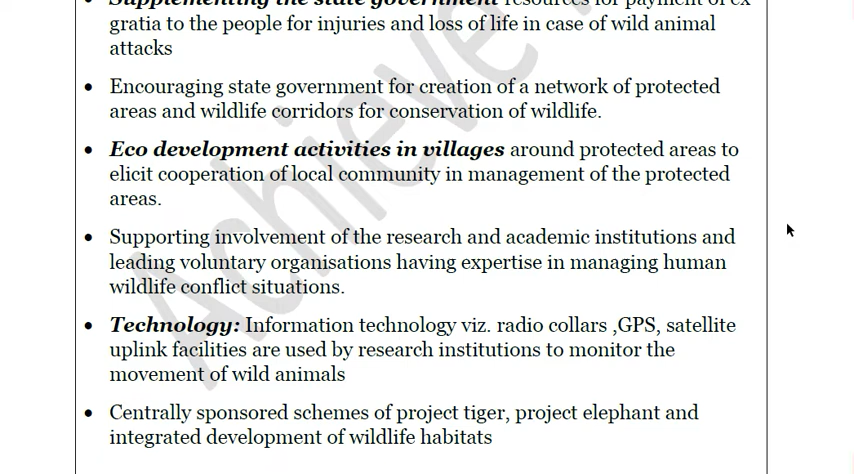 Supplementing the state government resources for payment of ex
gratia to the people for injuries and loss of life in case of wild animal
attacks
• Encouraging state government for creation of a network of protected
areas and wildlife corridors for conservation of wildlife.
• Eco development activities in villages around protected areas to
elicit cooperation of local community in management of the protected
areas.
• Supporting involvement of the research and academic institutions and
leading voluntary organisations having expertise in managing human
wildlife conflict situations.
• Technology: Information technology viz. radio collars ,GPS, satellite
uplink facilities are used by research institutions to monitor the
movement of wild animals
• Centrally sponsored schemes of project tiger, project elephant and
integrated development of wildlife habitats
Achieve